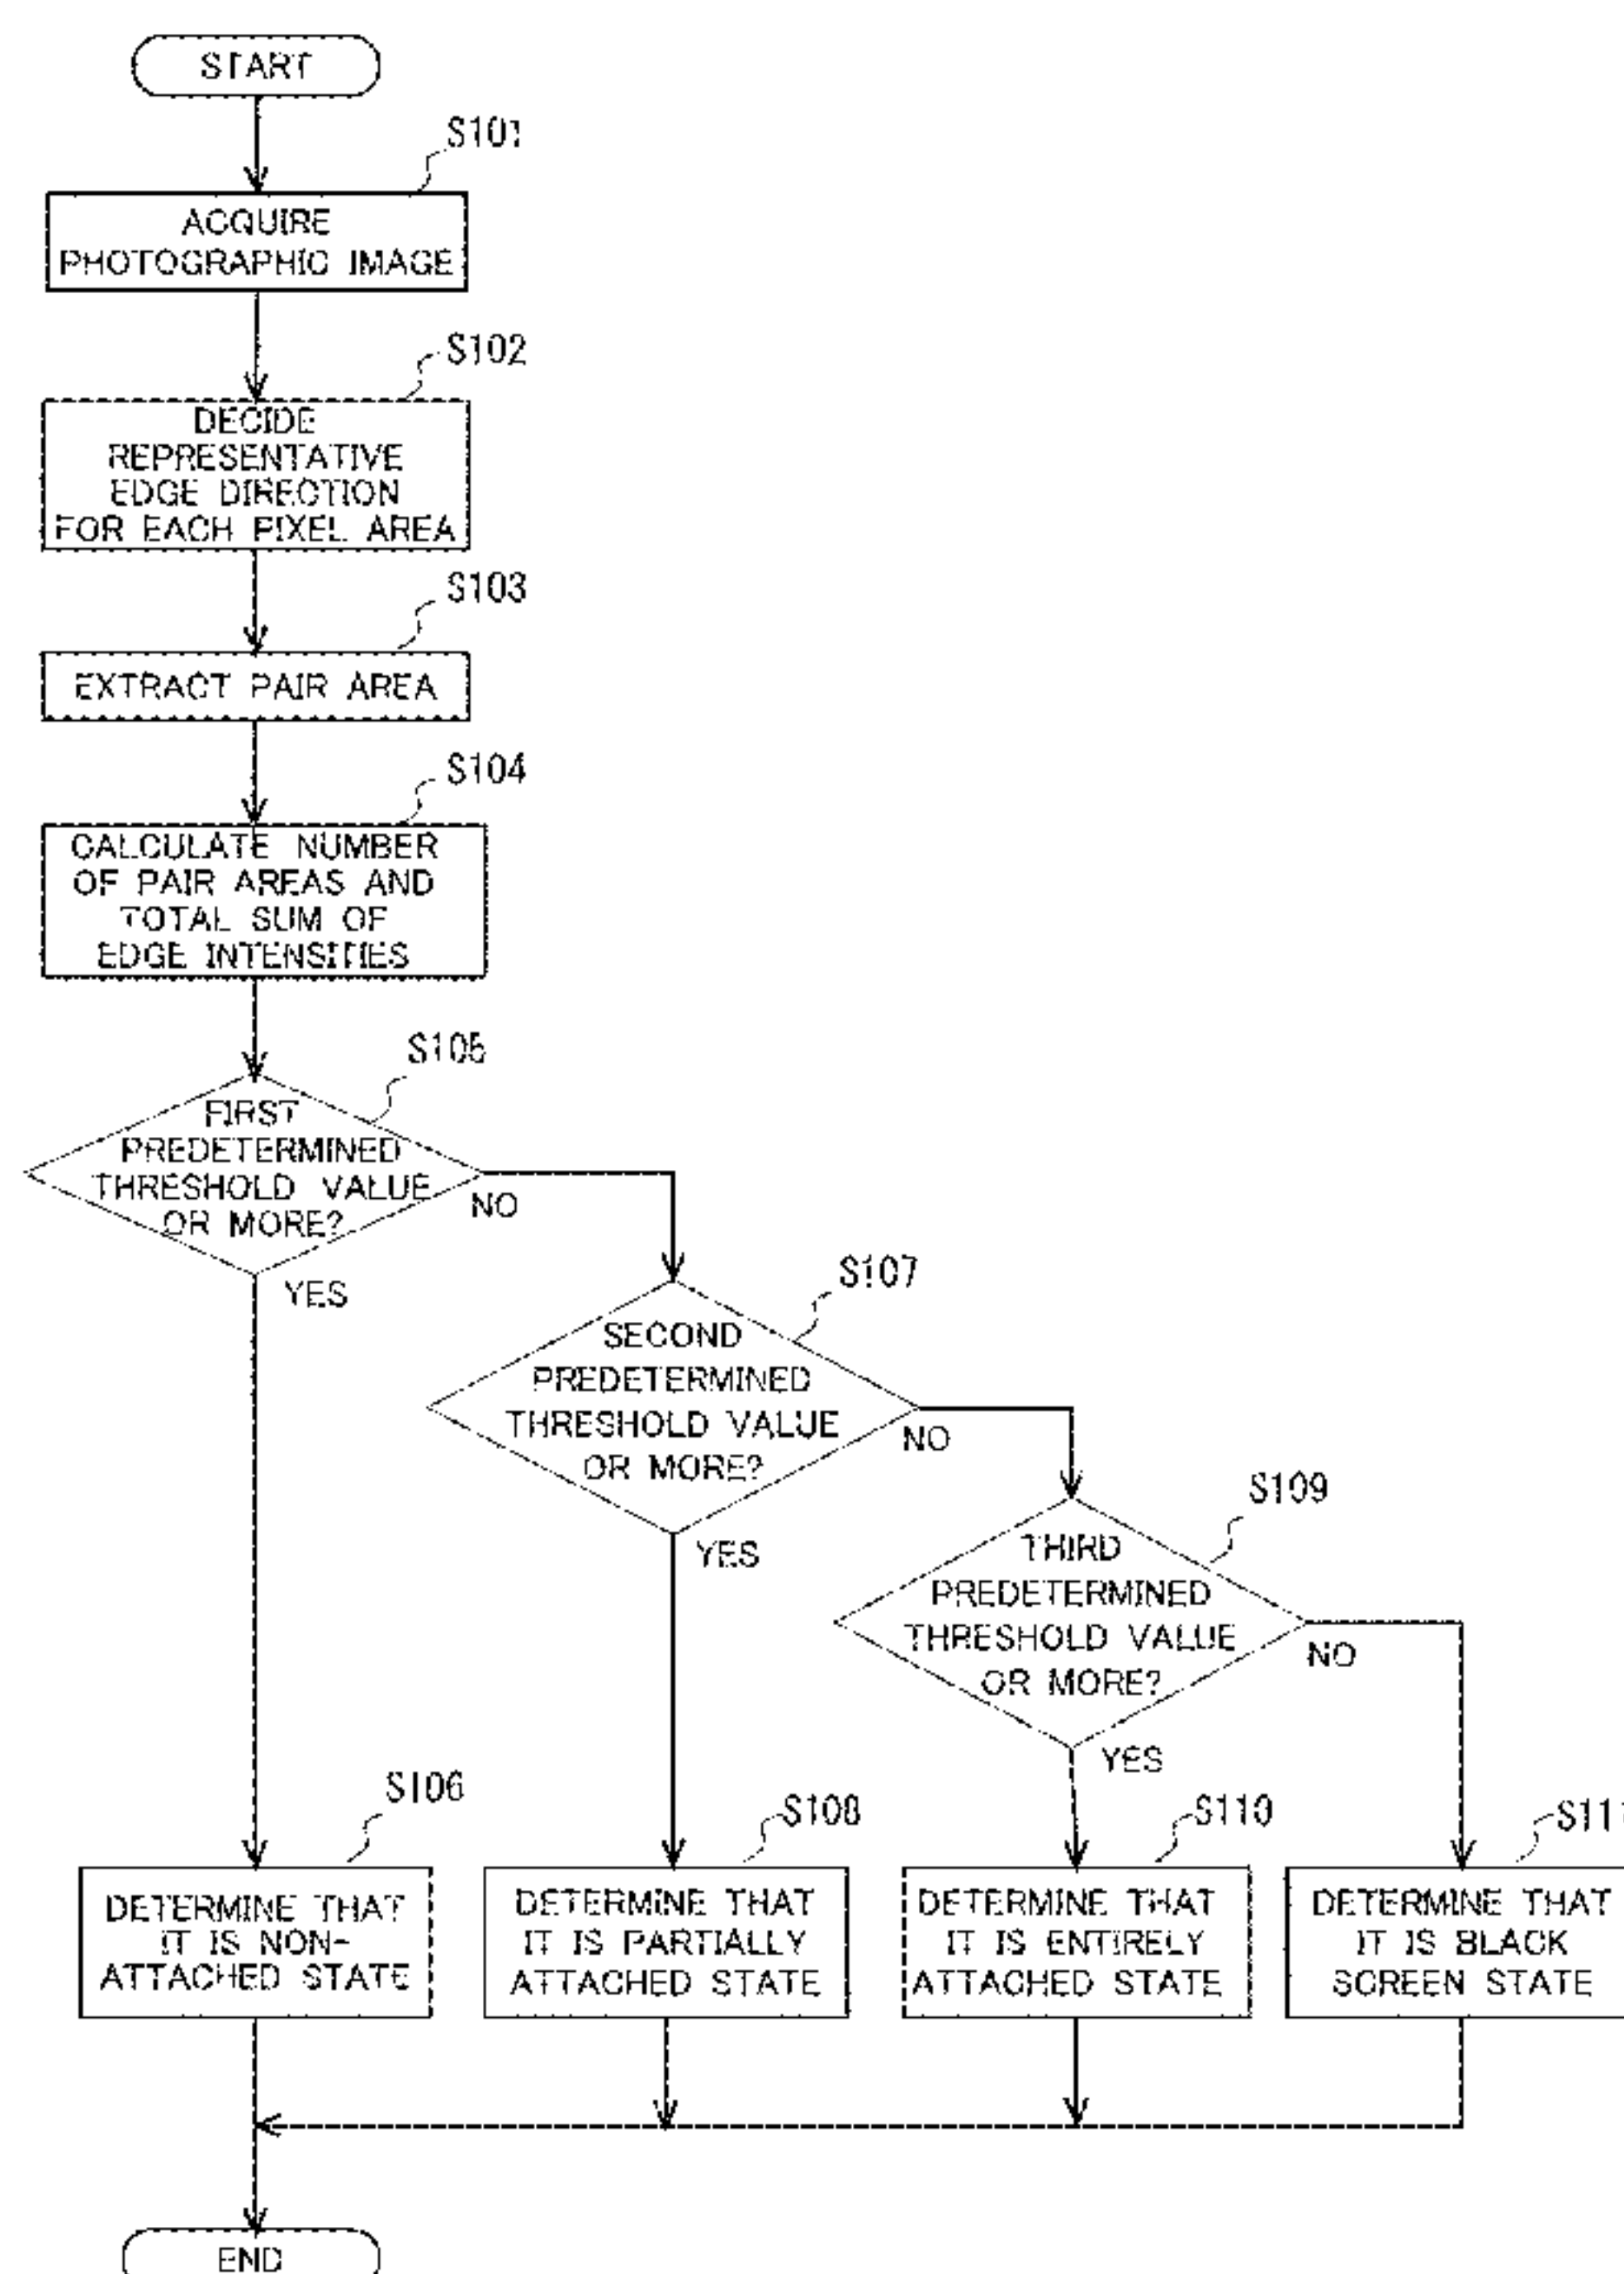 START
S101
ACQUIRE
PHOTOGRAPHIC IMAGE
S102
DECIDE
REPRESENTATIVE
EDGE DIRECTION
FOR EACH PIXEL AREA
S103
EXTRACT PAIR AREA
S104
CALCULATE NUMBER
OF PAIR AREAS AND
TOTAL SUM OF
EDGE INTENSITIES
S105
FIRST
PREDETERMINED
THRESHOLD VALUE
OR MORE?
NO
YES
S107
SECOND
PREDETERMINED
THRESHOLD VALUE
OR MORE?
NO
YES
S109
THIRD
PREDETERMINED
THRESHOLD VALUE
OR MORE?
NO
YES
S106
DETERMINE THAT
IT IS NON-
ATTACHED STATE
S108
DETERMINE THAT
IT IS PARTIALLY
ATTACHED STATE
S110
DETERMINE THAT
IT IS ENTIRELY
ATTACHED STATE
S111
DETERMINE THAT
IT IS BLACK
SCREEN STATE
END